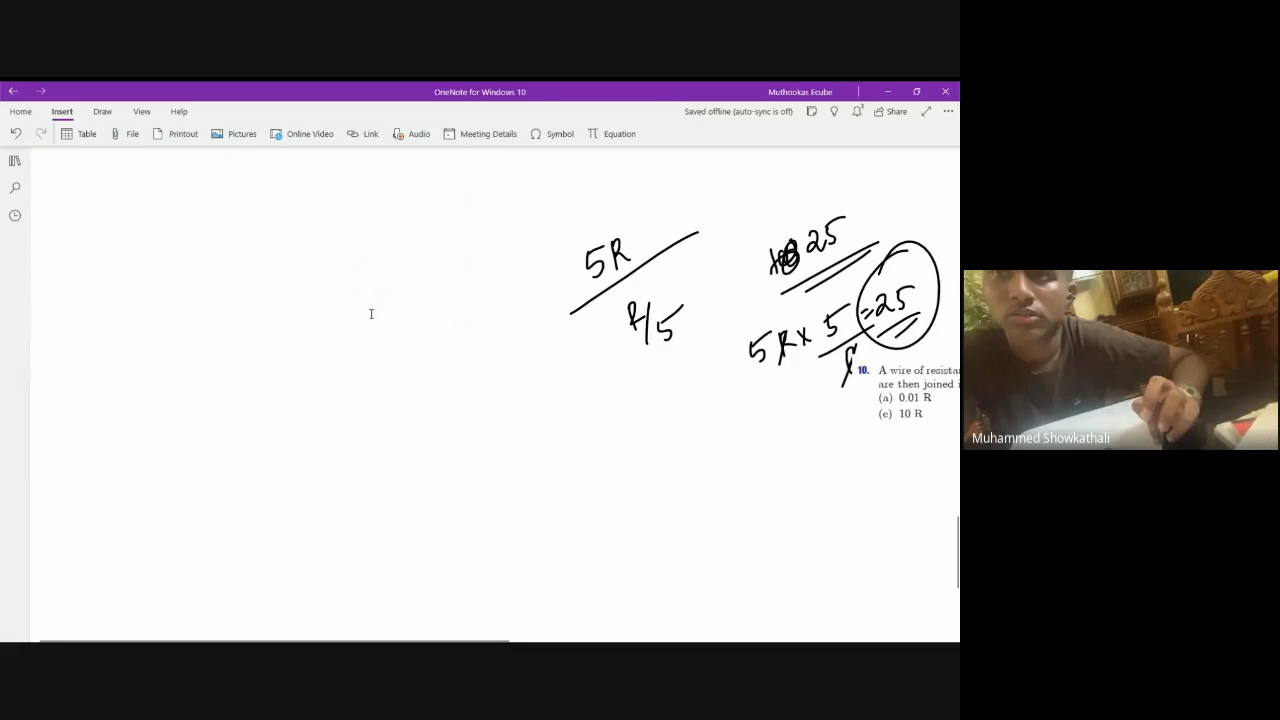 OneNote for Windows 10
Muthookas Ecube
Home Insert Draw View Help
Saved offline (auto-sync is off)
3
Share
Table File Printout Pictures Online Video Link Audio Meeting Details Symbol Equation
5R
R/5
25
5R x 5 = 25
R
10. A wire of resista
are then joined i
(a) 0.01 R
(c) 10 R
Muhammed Showkathali